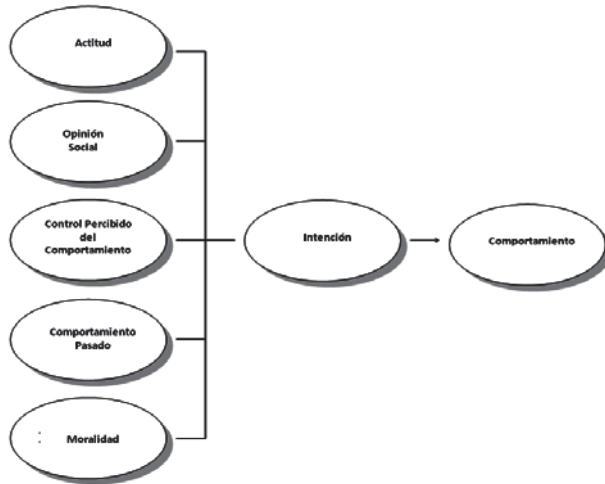 Actitud
Opinión
Social
Control Percibido
del
Comportamiento
Intención
Comportamiento
Comportamiento
Pasado
Moralidad